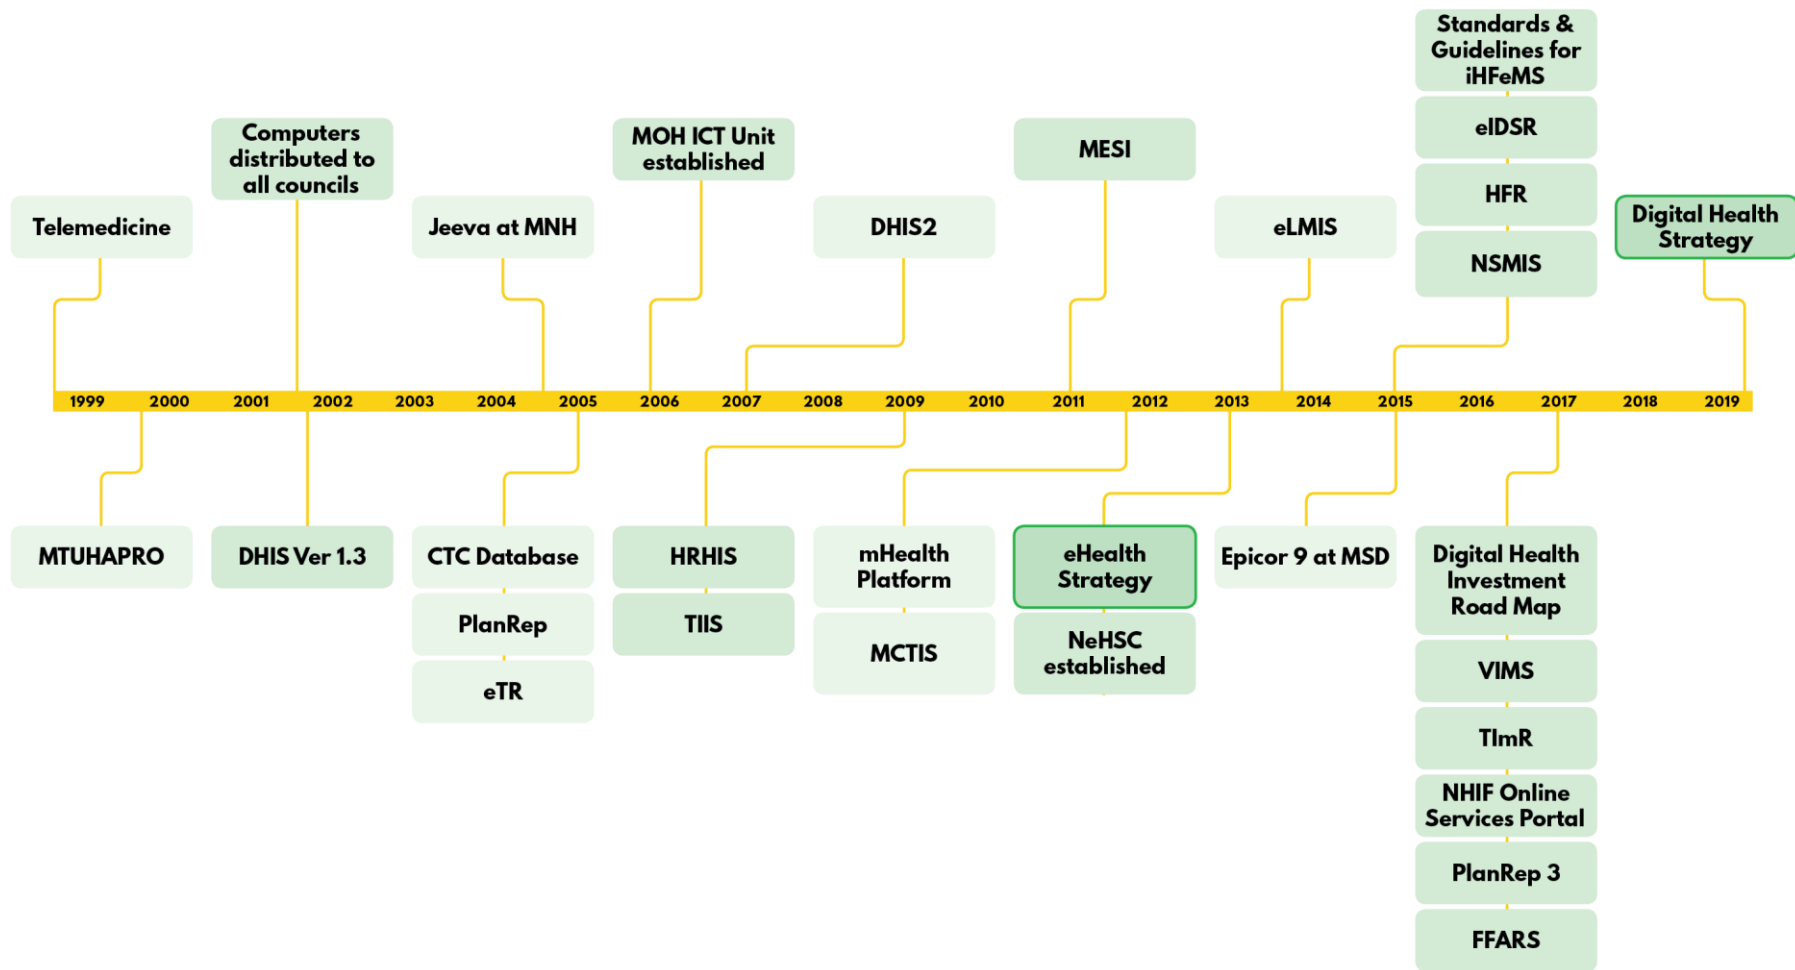 Standards &
Guidelines for
iHFeMS
Computers
distributed to
all councils
MOH ICT Unit
established
MESI
eIDSR
HFR
Telemedicine
Jeeva at MNH
DHIS2
eLMIS
NSMIS
Digital Health
Strategy
1999 2000 2001 2002 2003 2004 2005 2006 2007 2008 2009 2010 2011 2012 2013 2014 2015 2016 2017 2018 2019
MTUHAPRO
DHIS Ver 1.3
CTC Database
PlanRep
eTR
HRHIS
TIIS
mHealth
Platform
MCTIS
eHealth
Strategy
NeHSC
established
Epicor 9 at MSD
Digital Health
Investment
Road Map
VIMS
TImR
NHIF Online
Services Portal
PlanRep 3
FFARS